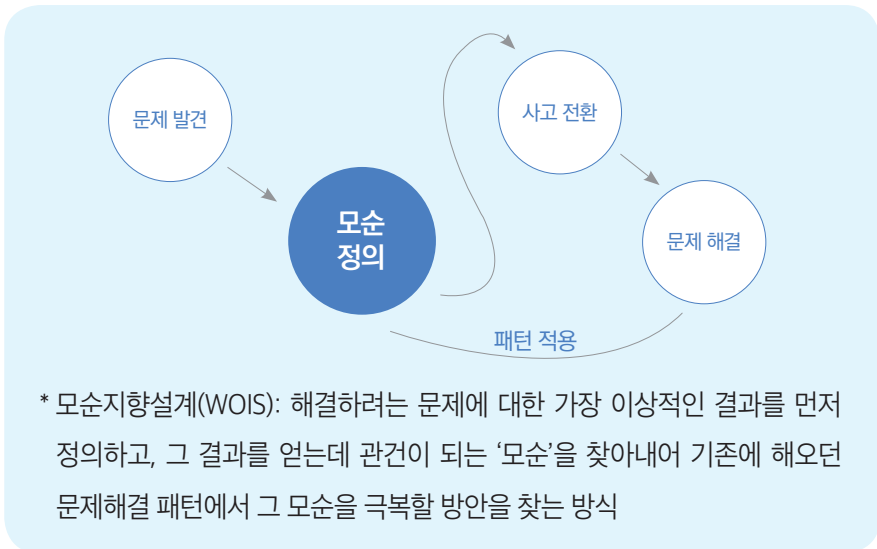 문제 발견
사고 전환
모순
정의
문제 해결
패턴 적용
* 모순지향설계(WOIS): 해결하려는 문제에 대한 가장 이상적인 결과를 먼저
정의하고, 그 결과를 얻는데 관건이 되는 ‘모순’을 찾아내어 기존에 해오던
문제해결 패턴에서 그 모순을 극복할 방안을 찾는 방식